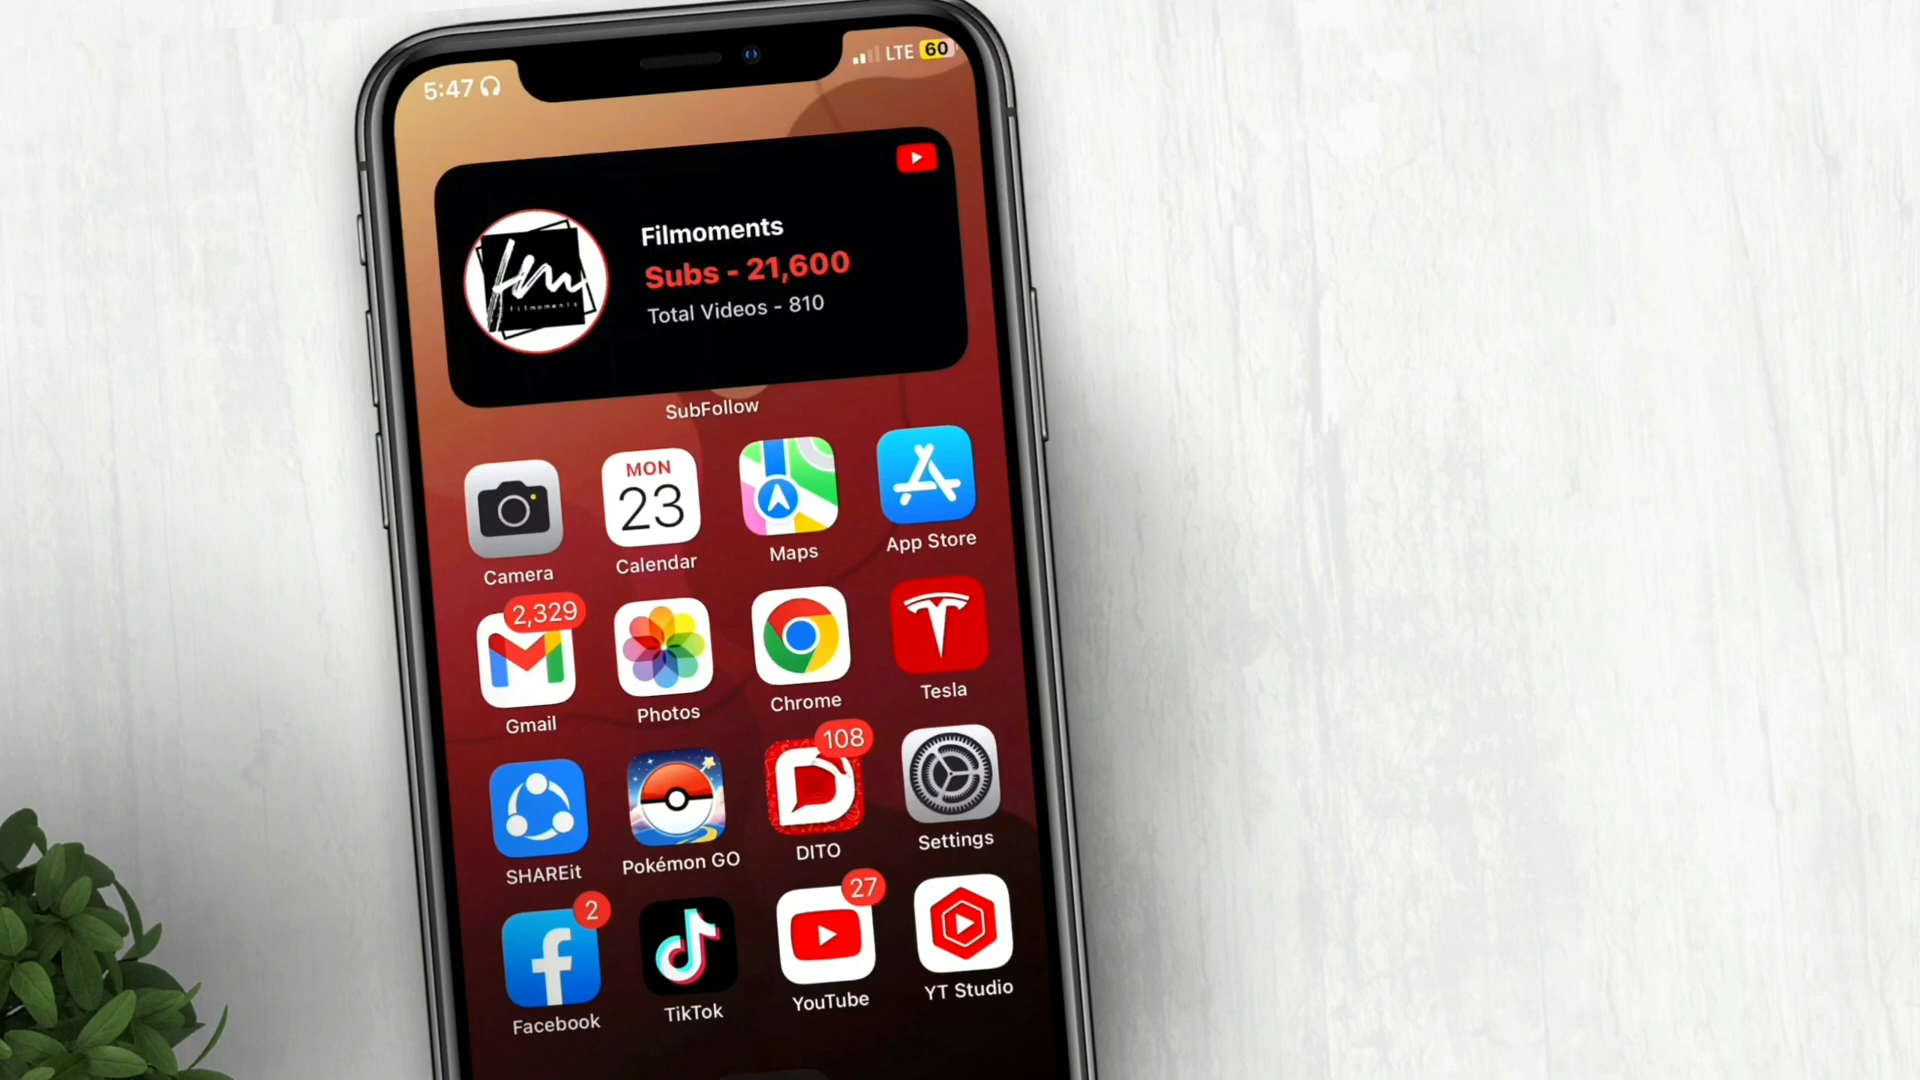 5:47
LTE 60
Filmoments
Subs - 21,600
Total Videos - 810
fm
filmoments
SubFollow
MON
23
Camera
Calendar
Maps
App Store
2,329
Gmail
Photos
Chrome
Tesla
108
SHAREit
Pokémon GO
DITO
Settings
2
27
Facebook
TikTok
YouTube
YT Studio